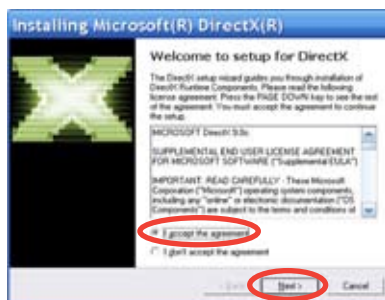 Installing Microsoft(R) DirectX(R)
Welcome to setup for DirectX
The DirectX setup wizard guides you through installation of
DirectX Runtime Components. Please read the following
license agreement. Press the PAGE DOWN key to see the rest
of the agreement. You must accept the agreement to continue
the setup.
MICROSOFT DirectX 9.0c
SUPPLEMENTAL END USER LICENSE AGREEMENT
FOR MICROSOFT SOFTWARE ("Supplemental EULA")
IMPORTANT: READ CAREFULLY - These Microsoft
Corporation ("Microsoft") operating system components,
including any "online" or electronic documentation ("OS
Components") are subject to the terms and conditions of
I accept the agreement
I don't accept the agreement
Next >
Cancel